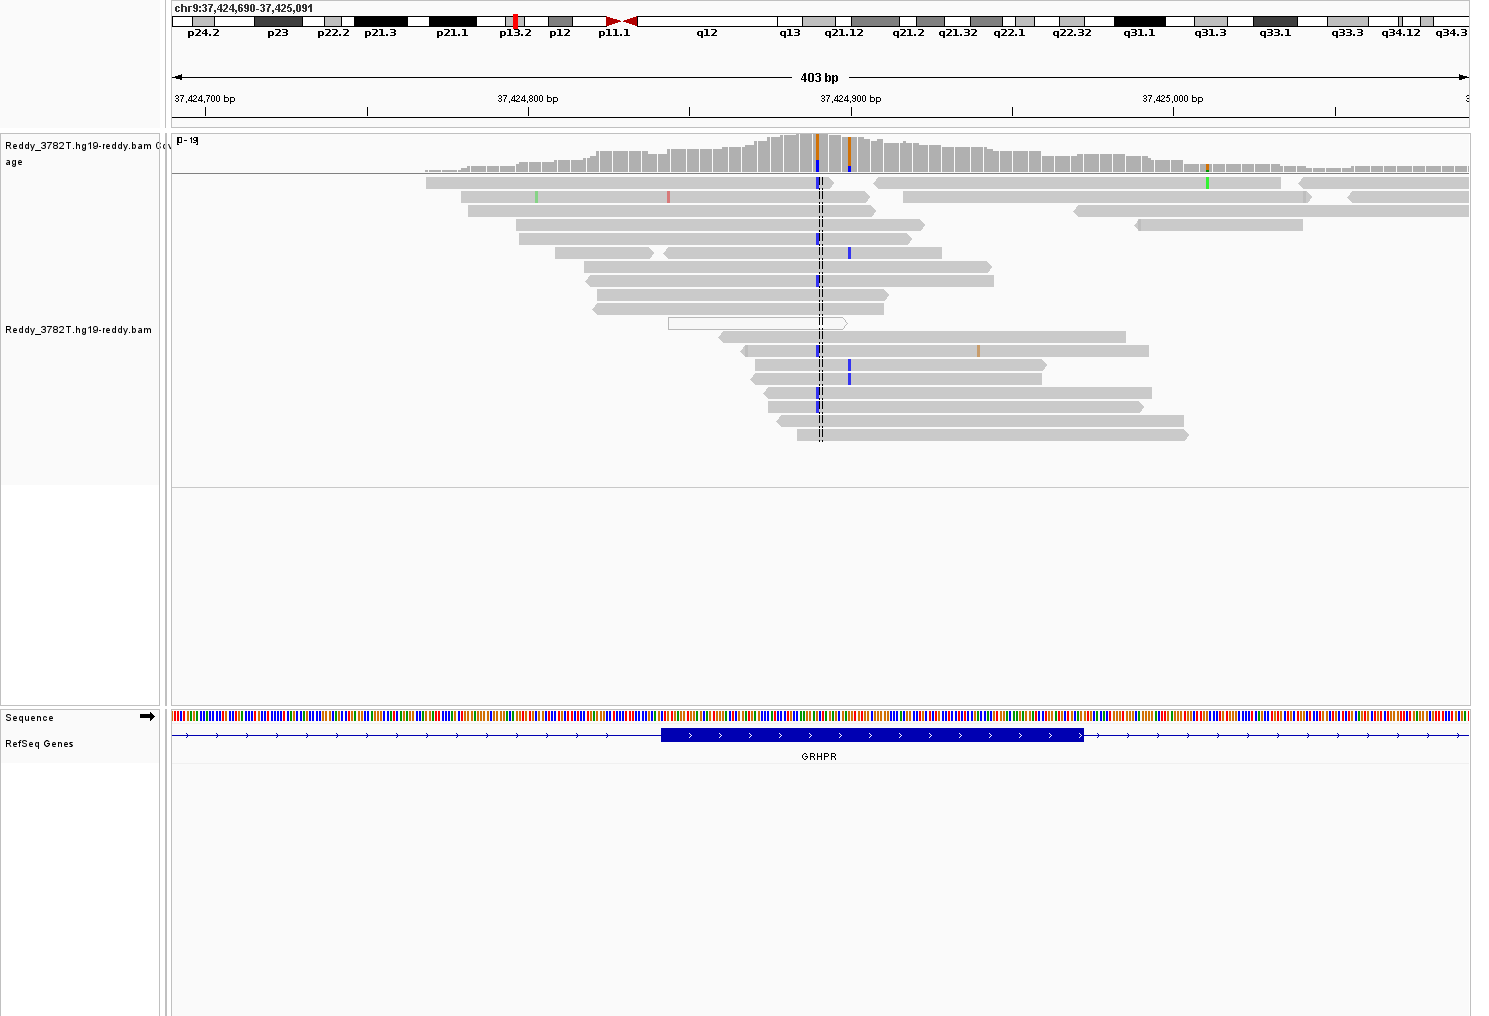 chr9:37,424,690-37,425,091
p24.2 p23 p22.2 p21.3 p21.1 p13.2 p12 p11.1 q12 q13 q21.12 q21.2 q21.32 q22.1 q22.32 q31.1 q31.3 q33.1 q33.3 q34.12 q34.3
403 bp
37,424,700 bp 37,424,800 bp 37,424,900 bp 37,425,000 bp 3
Reddy_3782T.hg19-reddy.bam Cov
age
[0 - 19]
Reddy_3782T.hg19-reddy.bam
Sequence
RefSeq Genes
GRHPR